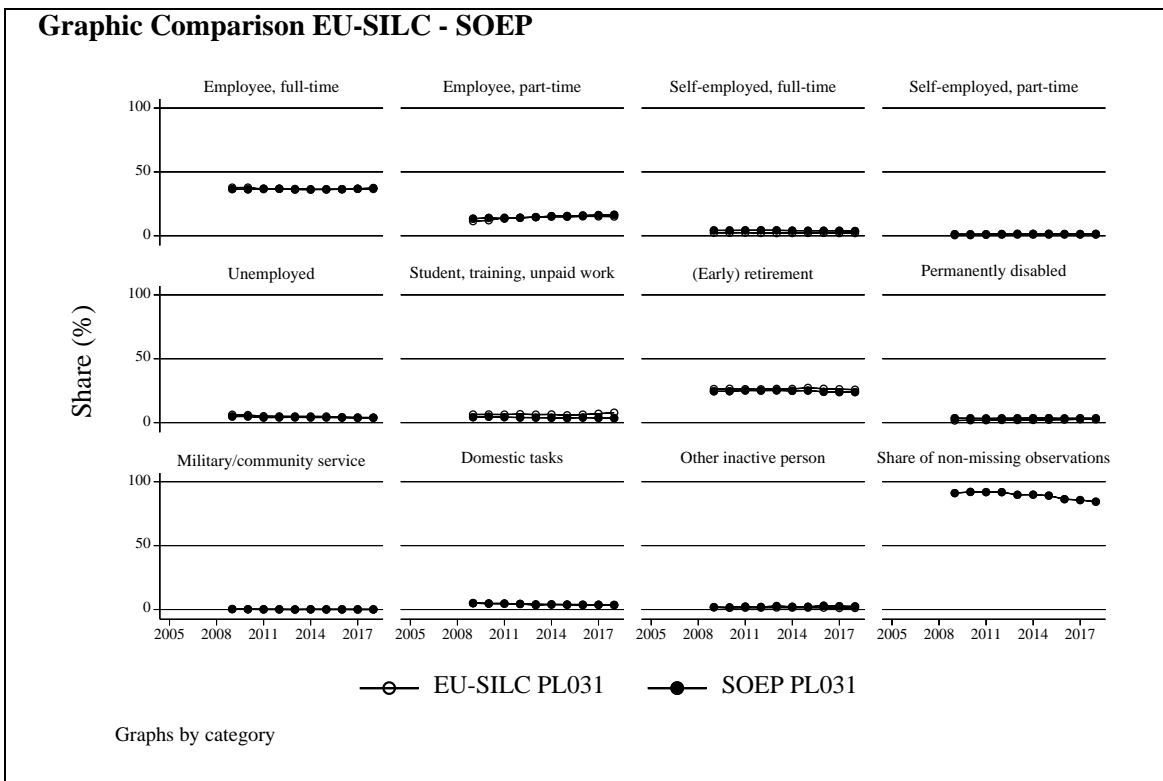 Graphic Comparison EU-SILC - SOEP
Employee, full-time
Employee, part-time
Self-employed, full-time
Self-employed, part-time
100
50
0
Unemployed
Student, training, unpaid work
(Early) retirement
Permanently disabled
100
50
0
Share (%)
Military/community service
Domestic tasks
Other inactive person
Share of non-missing observations
100
50
0
2005 2008 2011 2014 2017 2005 2008 2011 2014 2017 2005 2008 2011 2014 2017 2005 2008 2011 2014 2017
EU-SILC PL031 SOEP PL031
Graphs by category